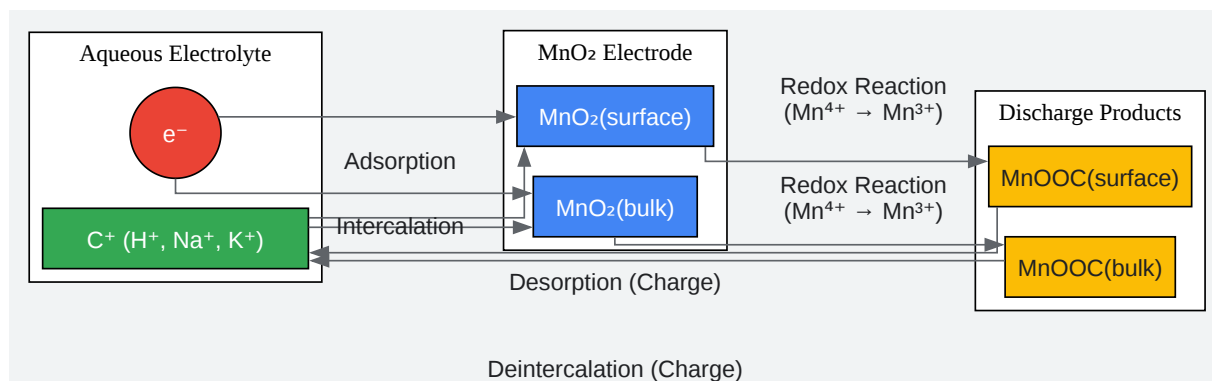 Aqueous Electrolyte
e⁻
C⁺ (H⁺, Na⁺, K⁺)
Adsorption
Intercalation
MnO₂ Electrode
MnO₂(surface)
MnO₂(bulk)
Redox Reaction
(Mn⁴⁺ → Mn³⁺)
Redox Reaction
(Mn⁴⁺ → Mn³⁺)
Discharge Products
MnOOC(surface)
MnOOC(bulk)
Desorption (Charge)
Deintercalation (Charge)